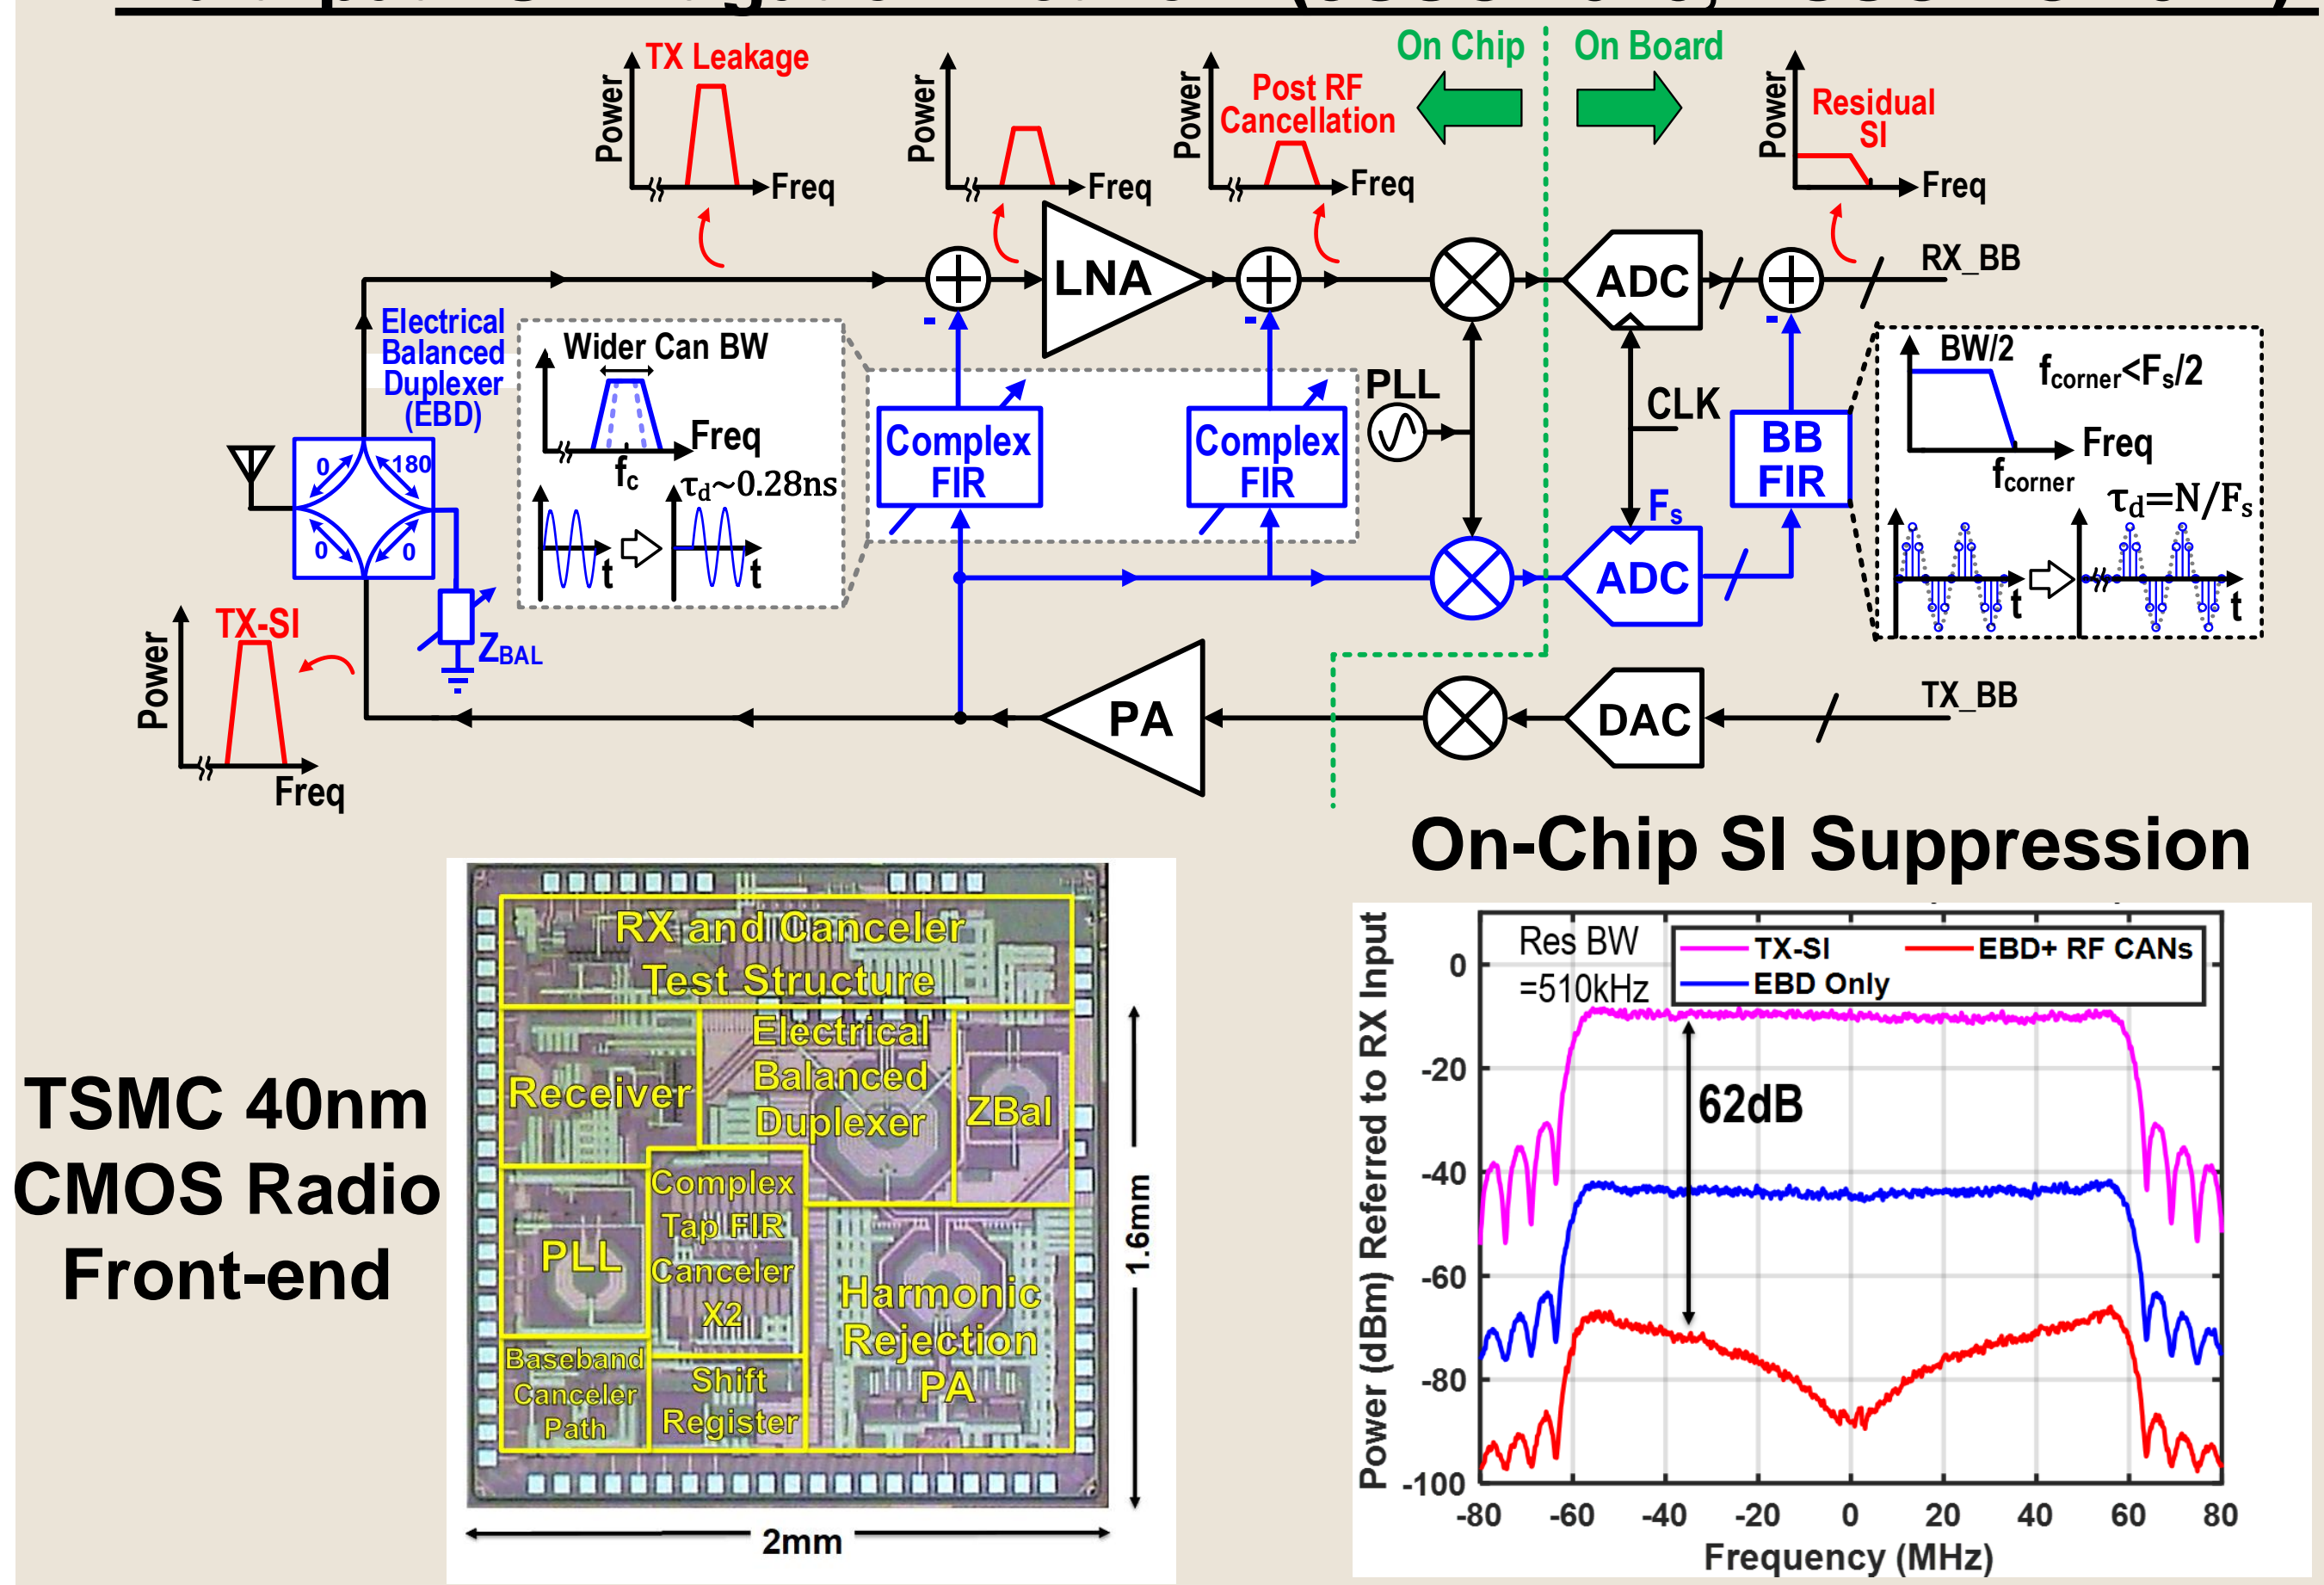 TX Leakage
Power
Freq
Power
Freq
Post RF
Cancellation
Power
Freq
On Chip
On Board
Residual
SI
Power
Freq
LNA
ADC
RX_BB
Electrical
Balanced
Duplexer
(EBD)
Wider Can BW
Freq
fc
τd~0.28ns
t
t
Complex
FIR
Complex
FIR
PLL
CLK
Fs
ADC
BB
FIR
BW/2
fcorner<Fs/2
Freq
fcorner
τd=N/Fs
t
t
0
180
0
0
ZBAL
TX-SI
Power
Freq
PA
DAC
TX_BB
-
-
-
On-Chip SI Suppression
TSMC 40nm
CMOS Radio
Front-end
RX and Canceler
Test Structure
Receiver
Electrical
Balanced
Duplexer
ZBal
PLL
Complex
Tap FIR
Canceler
X2
Harmonic
Rejection
PA
Baseband
Canceler
Path
Shift
Register
1.6mm
2mm
Power (dBm) Referred to RX Input
Res BW
=510kHz
TX-SI
EBD+ RF CANs
EBD Only
62dB
0
-20
-40
-60
-80
-100
-80 -60 -40 -20 0 20 40 60 80
Frequency (MHz)